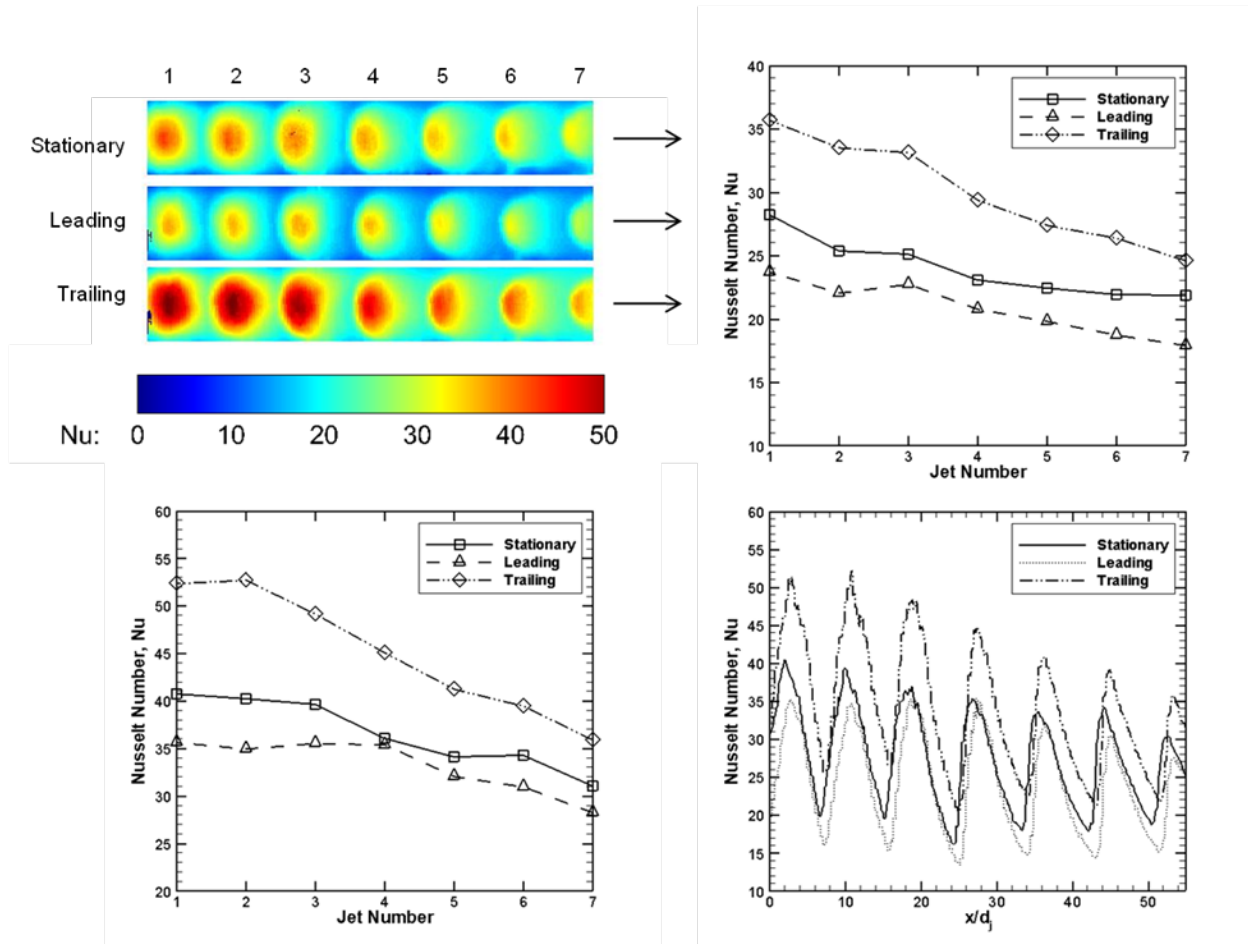 1 2 3 4 5 6 7
Stationary
Leading
Trailing
Nu: 0 10 20 30 40 50
40
35
30
25
20
15
10
Nusselt Number, Nu
Stationary
Leading
Trailing
1 2 3 4 5 6 7
Jet Number
60
55
50
45
40
35
30
25
20
Nusselt Number, Nu
Stationary
Leading
Trailing
1 2 3 4 5 6 7
Jet Number
60
55
50
45
40
35
30
25
20
15
10
Nusselt Number, Nu
Stationary
Leading
Trailing
0 10 20 30 40 50
x/dj